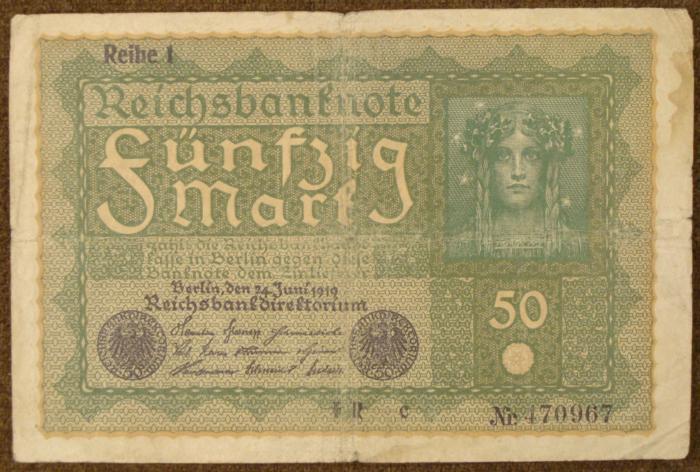 Reihe 1
Reichsbanknote
Fünfzig
Mark
zahlt die Reichsbankhaupt-
kasse in Berlin gegen diese
Banknote dem Einlieferer
Berlin, den 24. Juni 1919
Reichsbankdirektorium
50
Nr. 470967